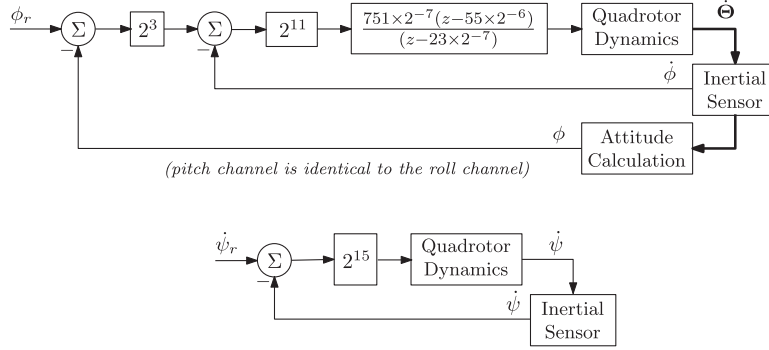 ϕ_r Σ − 2^3 Σ − 2^11 751×2^−7(z−55×2^−6) / (z−23×2^−7) Quadrotor Dynamics Θ̇
ϕ̇ Inertial Sensor
ϕ Attitude Calculation
(pitch channel is identical to the roll channel)
ψ̇_r Σ − 2^15 Quadrotor Dynamics ψ̇
ψ̇ Inertial Sensor